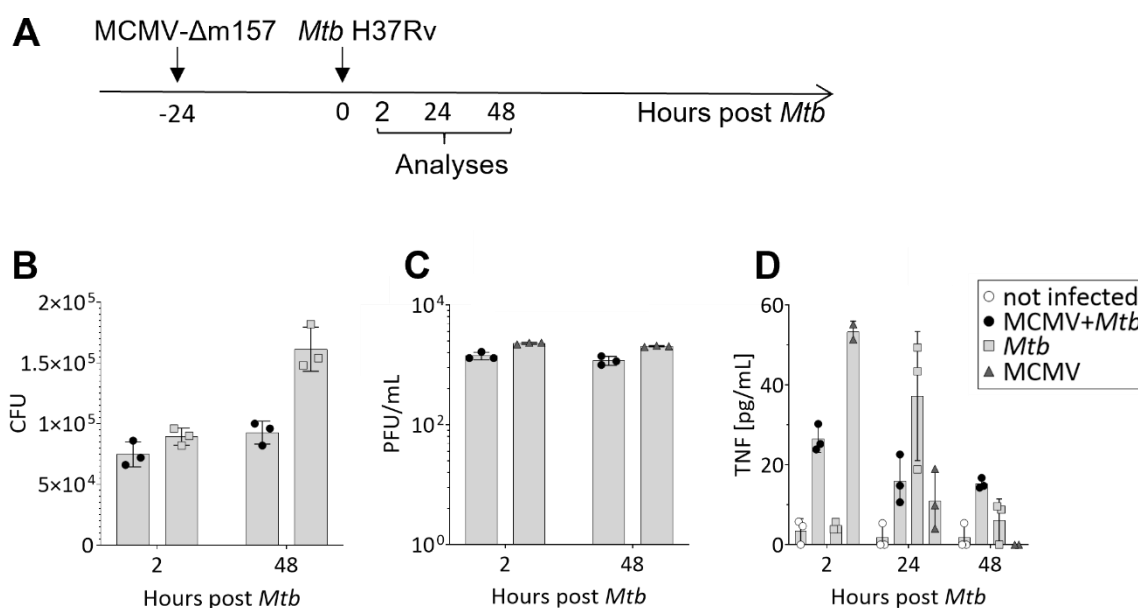 A
MCMV-Δm157 Mtb H37Rv
-24 0 2 24 48 Hours post Mtb
Analyses
B
2×10⁵
1.5×10⁵
1×10⁵
5×10⁴
0
CFU
2 48
Hours post Mtb
C
10⁴
10²
10⁰
PFU/mL
2 48
Hours post Mtb
D
60
40
20
0
TNF [pg/mL]
2 24 48
Hours post Mtb
not infected
MCMV+Mtb
Mtb
MCMV